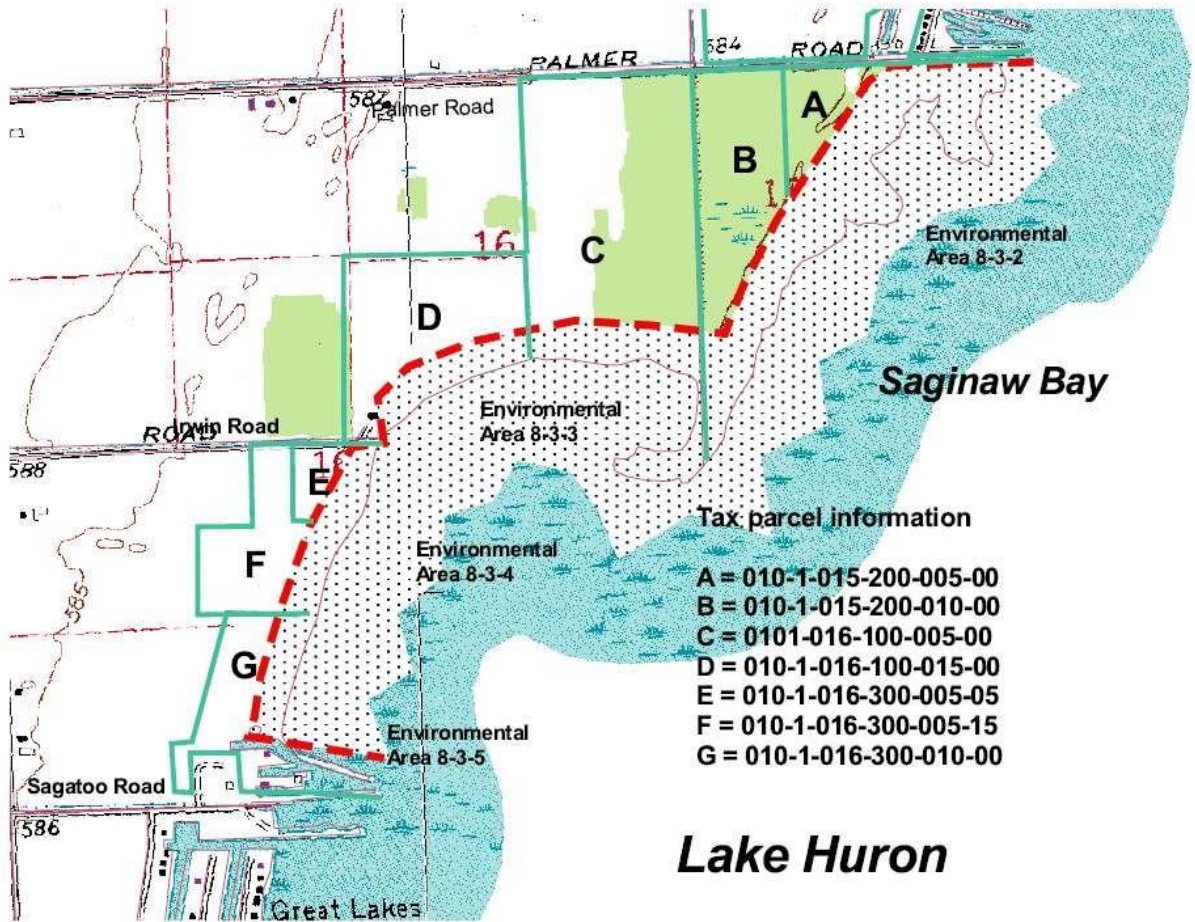 584
PALMER ROAD
587
Palmer Road
A
B
16
C
Environmental
Area 8-3-2
D
Saginaw Bay
Environmental
Area 8-3-3
Irwin Road
ROAD
588
16
E
Tax parcel information
Environmental
Area 8-3-4
F
A = 010-1-015-200-005-00
B = 010-1-015-200-010-00
C = 0101-016-100-005-00
D = 010-1-016-100-015-00
E = 010-1-016-300-005-05
F = 010-1-016-300-005-15
G = 010-1-016-300-010-00
585
G
Environmental
Area 8-3-5
Sagatoo Road
586
Lake Huron
Great Lakes